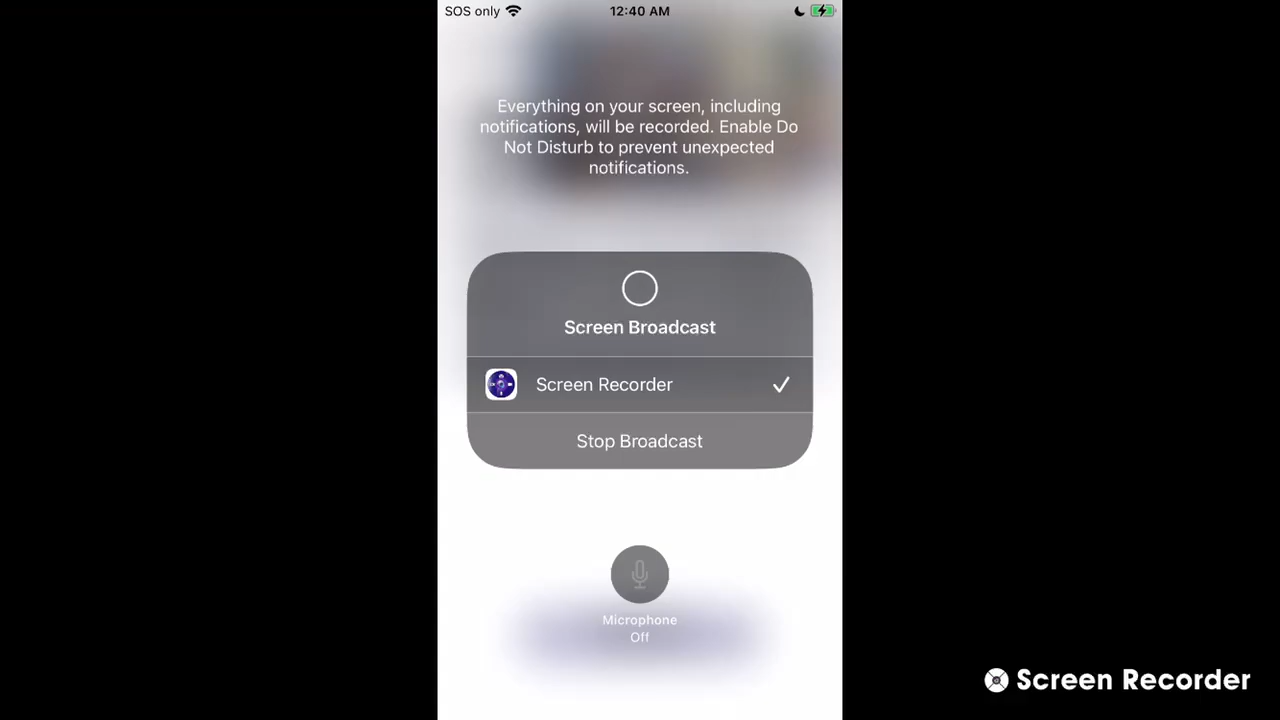 SOS only
12:40 AM
Everything on your screen, including
notifications, will be recorded. Enable Do
Not Disturb to prevent unexpected
notifications.
Screen Broadcast
Screen Recorder
Stop Broadcast
Microphone
Off
Screen Recorder